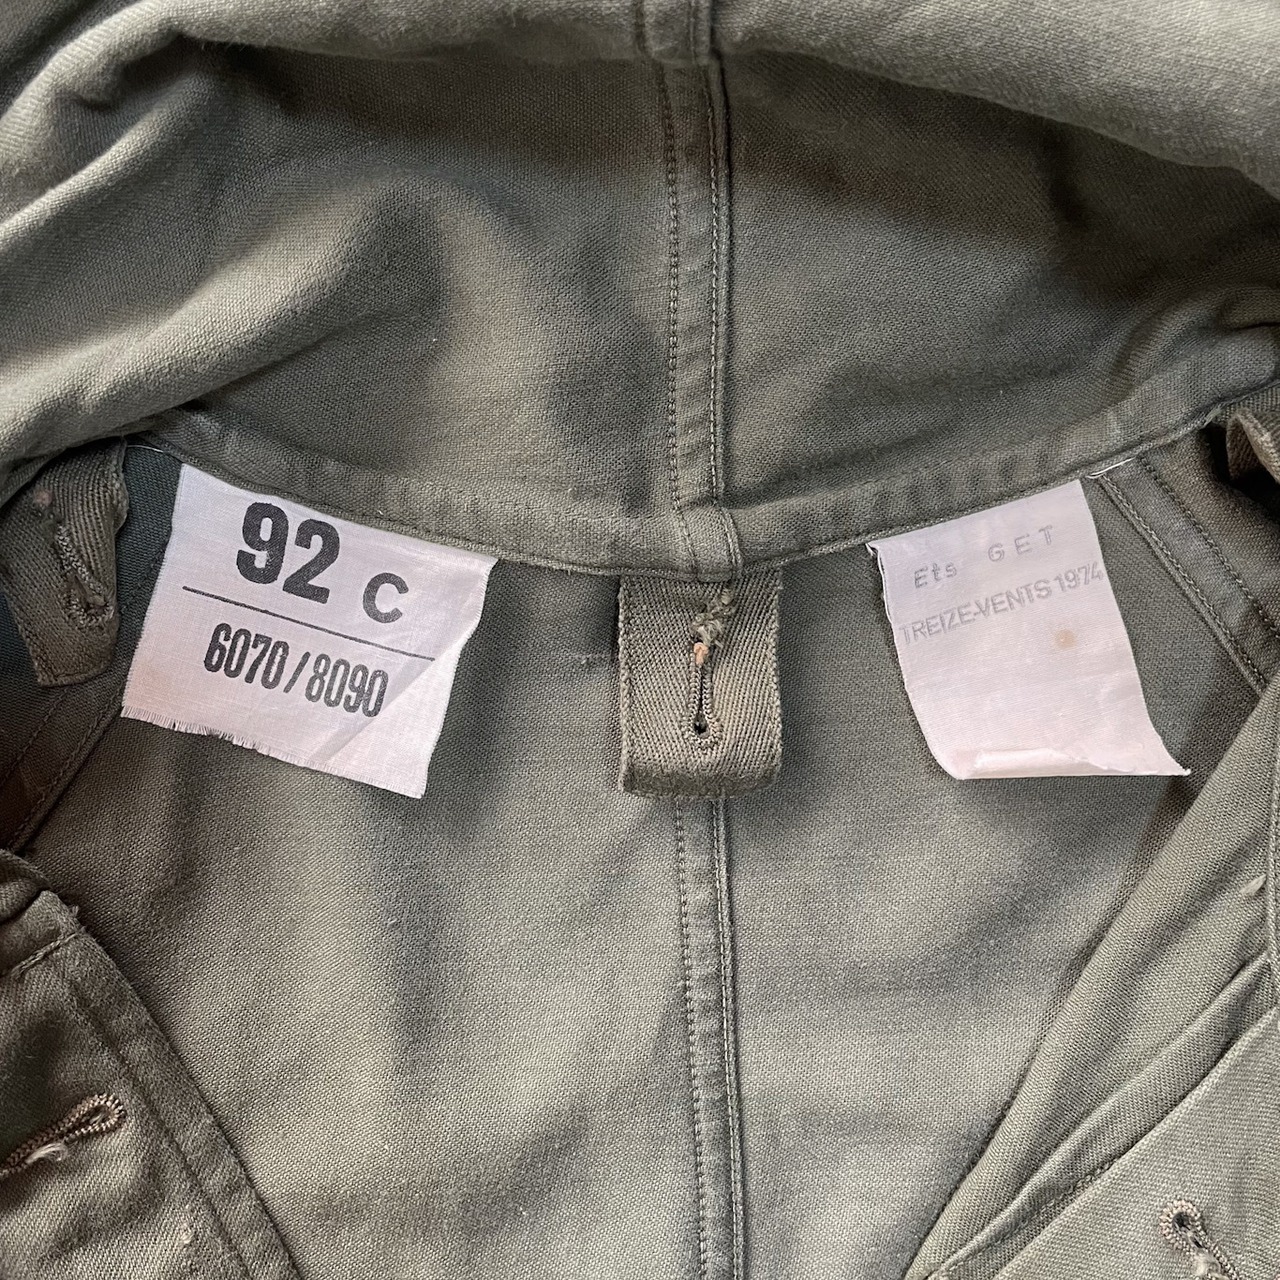 92 C
6070/8090
Ets GET
TREIZE-VENTS 1974